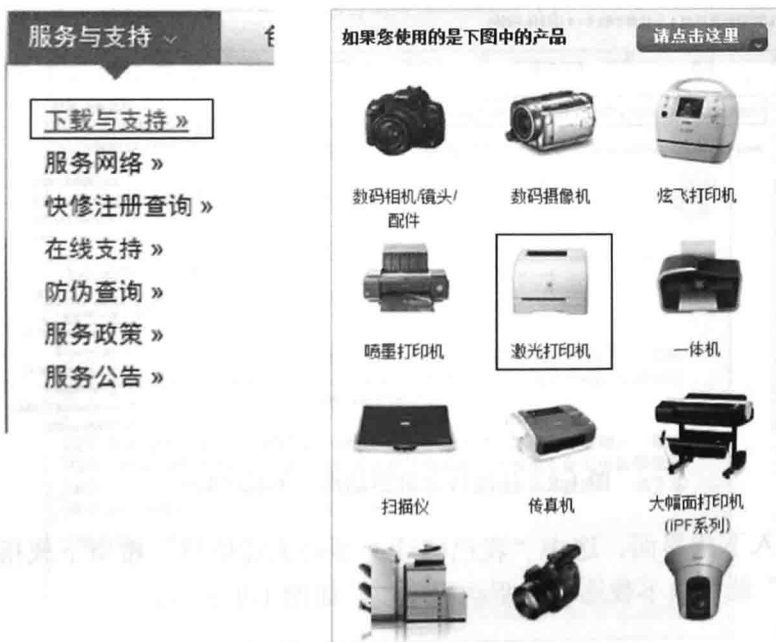 服务与支持
下载与支持 »
服务网络 »
快修注册查询 »
在线支持 »
防伪查询 »
服务政策 »
服务公告 »
如果您使用的是下图中的产品
请点击这里
数码相机/镜头/
配件
数码摄像机
炫飞打印机
喷墨打印机
激光打印机
一体机
扫描仪
传真机
大幅面打印机
(iPF系列)